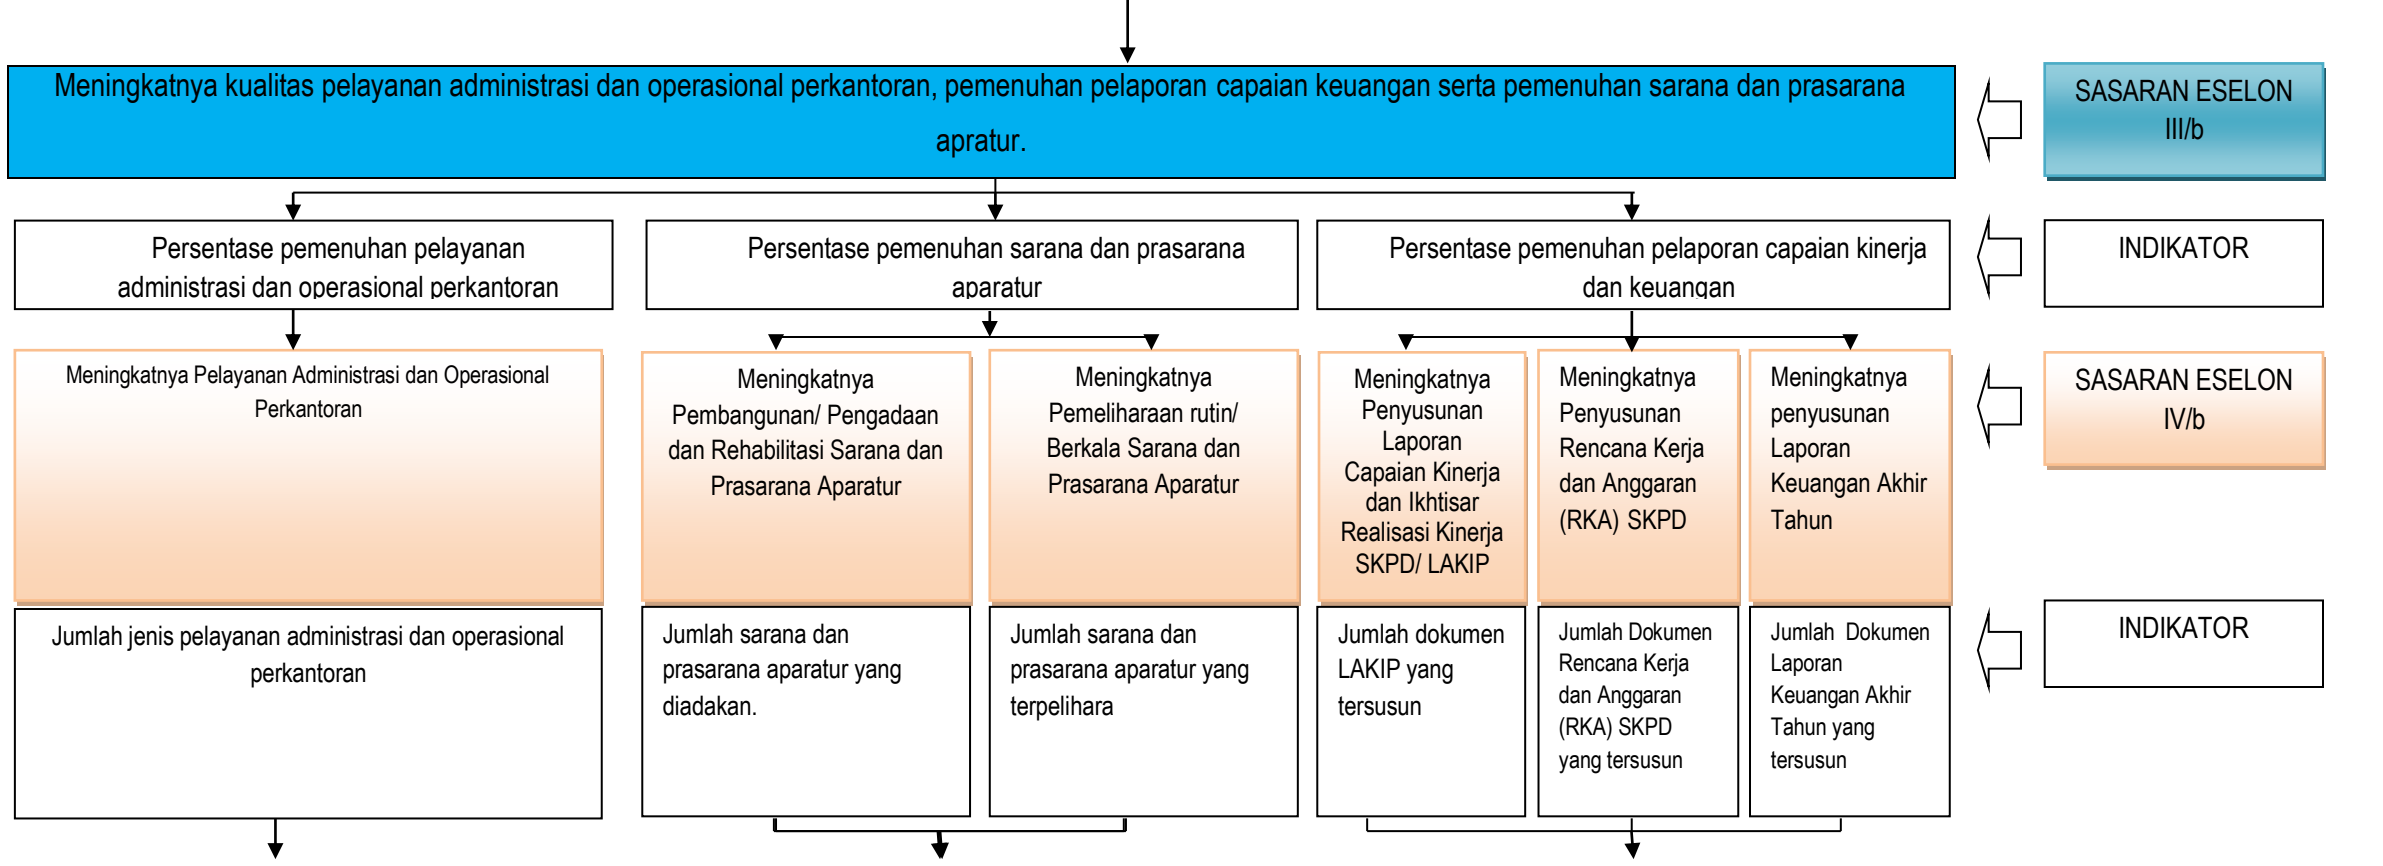 Meningkatnya kualitas pelayanan administrasi dan operasional perkantoran, pemenuhan pelaporan capaian keuangan serta pemenuhan sarana dan prasarana
apratur.
SASARAN ESELON
III/b
Persentase pemenuhan pelayanan
administrasi dan operasional perkantoran
Persentase pemenuhan sarana dan prasarana
aparatur
Persentase pemenuhan pelaporan capaian kinerja
dan keuangan
INDIKATOR
Meningkatnya Pelayanan Administrasi dan Operasional
Perkantoran
Meningkatnya
Pembangunan/ Pengadaan
dan Rehabilitasi Sarana dan
Prasarana Aparatur
Meningkatnya
Pemeliharaan rutin/
Berkala Sarana dan
Prasarana Aparatur
Meningkatnya
Penyusunan
Laporan
Capaian Kinerja
dan Ikhtisar
Realisasi Kinerja
SKPD/ LAKIP
Meningkatnya
Penyusunan
Rencana Kerja
dan Anggaran
(RKA) SKPD
Meningkatnya
penyusunan
Laporan
Keuangan Akhir
Tahun
SASARAN ESELON
IV/b
Jumlah jenis pelayanan administrasi dan operasional
perkantoran
Jumlah sarana dan
prasarana aparatur yang
diadakan.
Jumlah sarana dan
prasarana aparatur yang
terpelihara
Jumlah dokumen
LAKIP yang
tersusun
Jumlah Dokumen
Rencana Kerja
dan Anggaran
(RKA) SKPD
yang tersusun
Jumlah Dokumen
Laporan
Keuangan Akhir
Tahun yang
tersusun
INDIKATOR